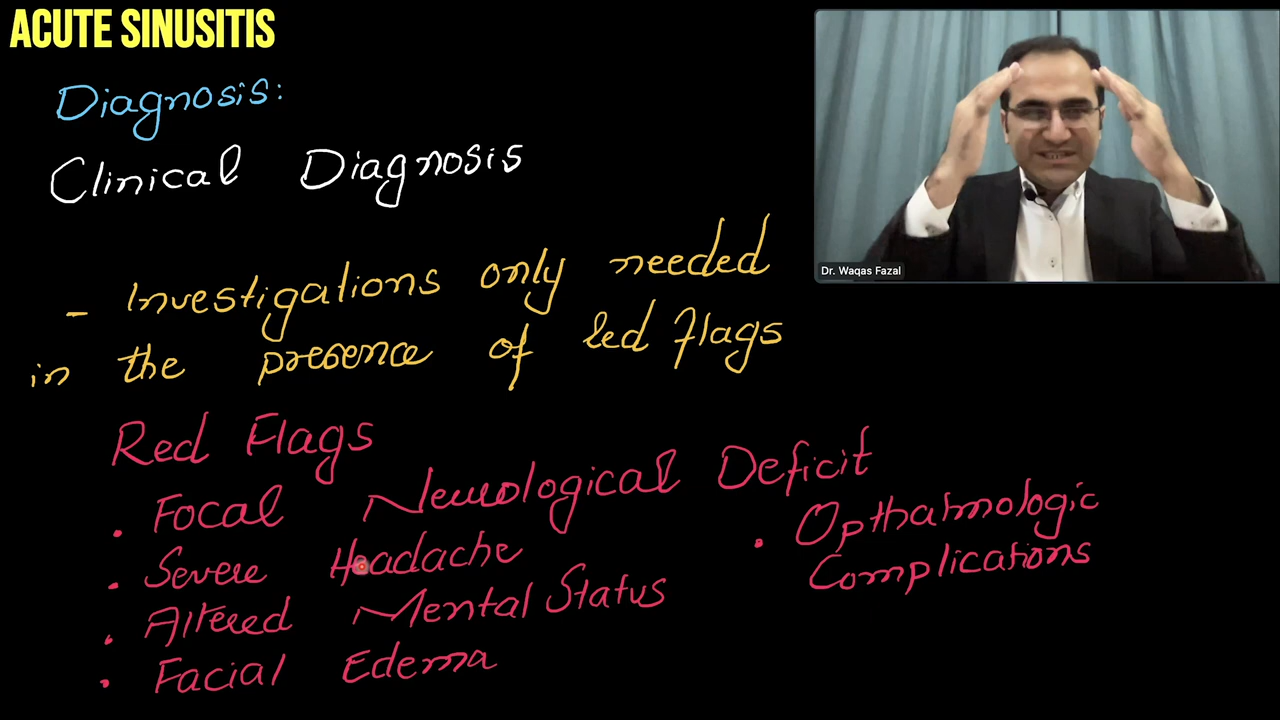 ACUTE SINUSITIS
Diagnosis:
Clinical Diagnosis
- Investigations only needed
in the presence of led flags
Red Flags
. Focal Neurological Deficit
. Severe Headache
. Altered Mental Status
. Facial Edema
. Opthalmologic
Complications
Dr. Waqas Fazal